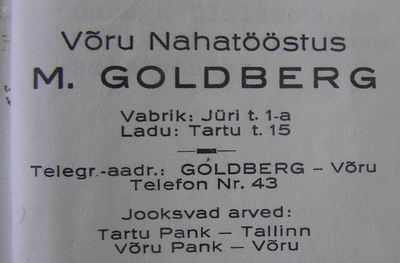 Võru Nahatööstus
M. GOLDBERG
Vabrik: Jüri t. 1-a
Ladu: Tartu t. 15
Telegr.-aadr.: GOLDBERG – Võru
Telefon Nr. 43
Jooksvad arved:
Tartu Pank – Tallinn
Võru Pank – Võru